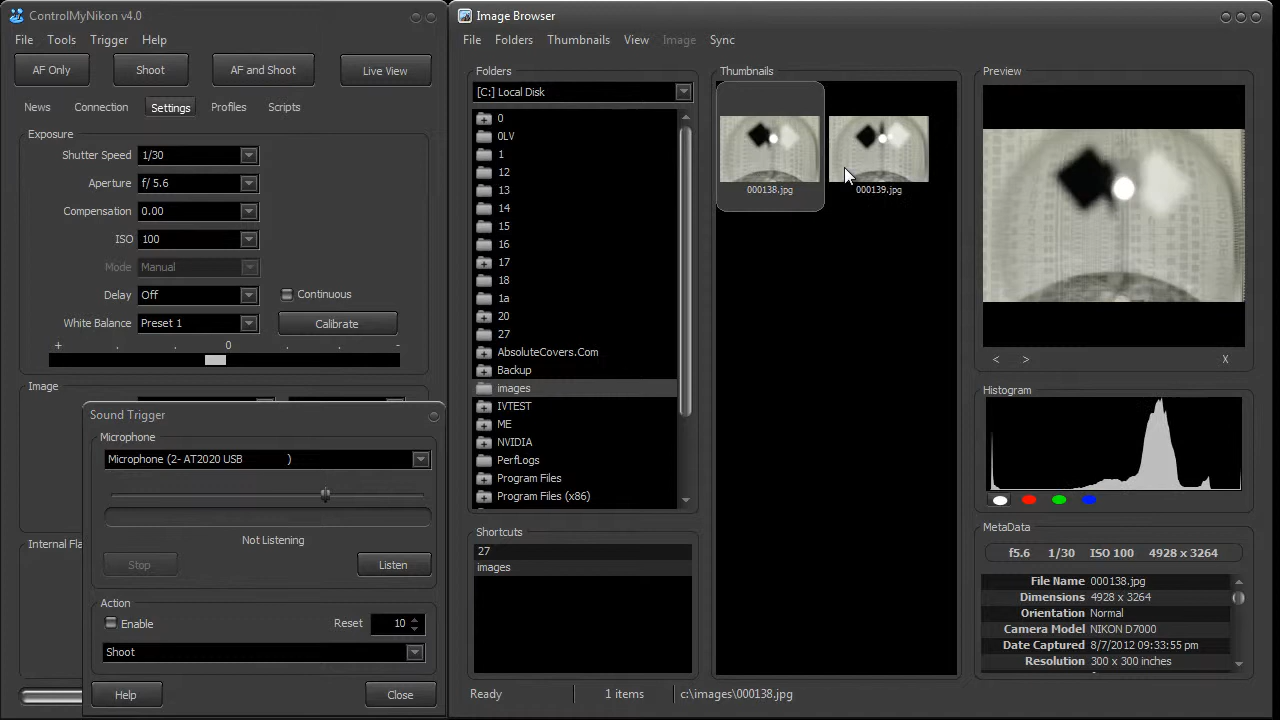 ControlMyNikon v4.0
File Tools Trigger Help
AF Only Shoot AF and Shoot Live View
News Connection Settings Profiles Scripts
Exposure
Shutter Speed 1/30
Aperture f/ 5.6
Compensation 0.00
ISO 100
Mode Manual
Delay Off Continuous
White Balance Preset 1 Calibrate
+ . . 0 . . -
Image
Internal Fla
Sound Trigger
Microphone
Microphone (2- AT2020 USB )
Not Listening
Stop Listen
Action
Enable Reset 10
Shoot
Help Close
Image Browser
File Folders Thumbnails View Image Sync
Folders
[C:] Local Disk
0
0LV
1
12
13
14
15
16
17
18
1a
20
27
AbsoluteCovers.Com
Backup
images
IVTEST
ME
NVIDIA
PerfLogs
Program Files
Program Files (x86)
Shortcuts
27
images
Thumbnails
000138.jpg 000139.jpg
Preview
< > X
Histogram
MetaData
f5.6 1/30 ISO 100 4928 x 3264
File Name 000138.jpg
Dimensions 4928 x 3264
Orientation Normal
Camera Model NIKON D7000
Date Captured 8/7/2012 09:33:55 pm
Resolution 300 x 300 inches
Ready 1 items c:\images\000138.jpg